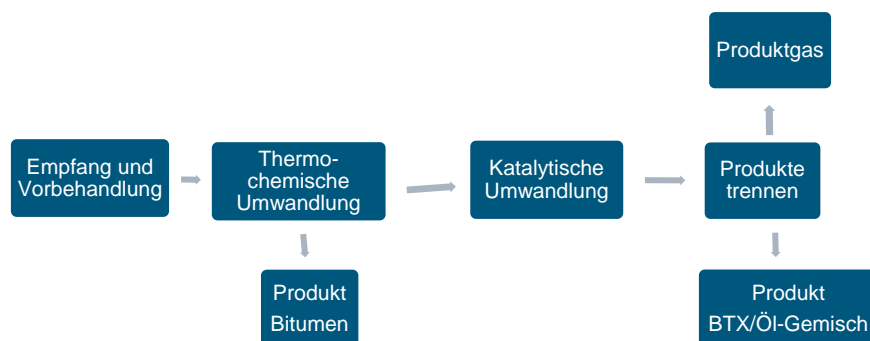 Produktgas
Empfang und
Vorbehandlung
Thermo-
chemische
Umwandlung
Katalytische
Umwandlung
Produkte
trennen
Produkt
Bitumen
Produkt
BTX/Öl-Gemisch